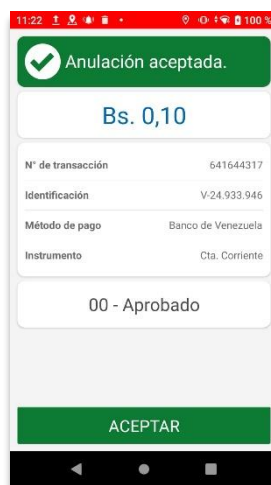 11:22 100 %
Anulación aceptada.
Bs. 0,10
N° de transacción 641644317
Identificación V-24.933.946
Método de pago Banco de Venezuela
Instrumento Cta. Corriente
00 - Aprobado
ACEPTAR